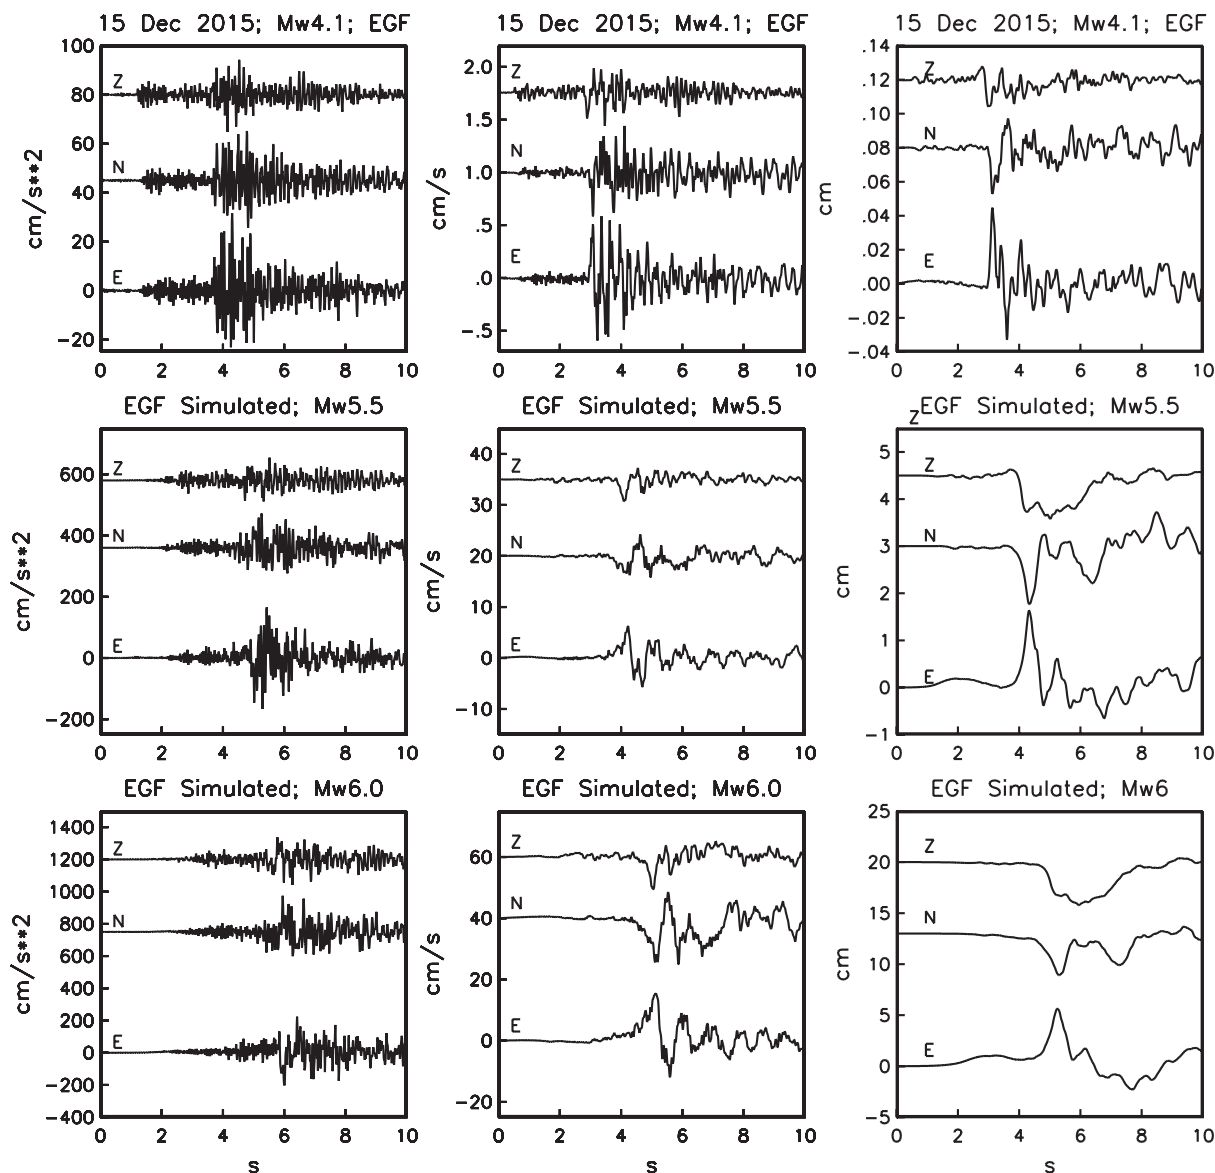 15 Dec 2015; Mw4.1; EGF
15 Dec 2015; Mw4.1; EGF
15 Dec 2015; Mw4.1; EGF
100
80
60
40
20
0
-20
cm/s**2
Z
N
E
0 2 4 6 8 10
2.0
1.5
1.0
.5
.0
-.5
cm/s
Z
N
E
0 2 4 6 8 10
.14
.12
.10
.08
.06
.04
.02
.00
-.02
-.04
cm
Z
N
E
0 2 4 6 8 10
EGF Simulated; Mw5.5
EGF Simulated; Mw5.5
EGF Simulated; Mw5.5
Z
600
400
200
0
-200
cm/s**2
Z
N
E
0 2 4 6 8 10
40
30
20
10
0
-10
cm/s
Z
N
E
0 2 4 6 8 10
5
4
3
2
1
0
-1
cm
Z
N
E
0 2 4 6 8 10
EGF Simulated; Mw6.0
EGF Simulated; Mw6.0
EGF Simulated; Mw6
1400
1200
1000
800
600
400
200
0
-200
-400
cm/s**2
Z
N
E
0 2 4 6 8 10
s
60
40
20
0
-20
cm/s
Z
N
E
0 2 4 6 8 10
s
25
20
15
10
5
0
-5
cm
Z
N
E
0 2 4 6 8 10
s